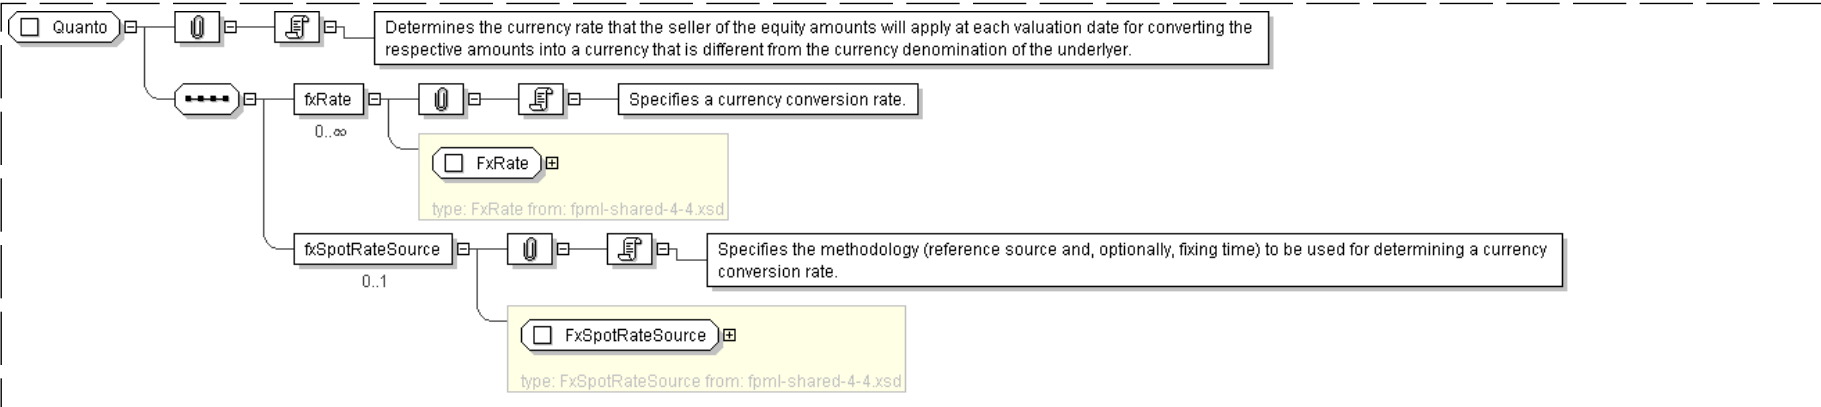 Quanto
Determines the currency rate that the seller of the equity amounts will apply at each valuation date for converting the
respective amounts into a currency that is different from the currency denomination of the underlyer.
fxRate
Specifies a currency conversion rate.
0..∞
FxRate
type: FxRate from: fpml-shared-4-4.xsd
fxSpotRateSource
Specifies the methodology (reference source and, optionally, fixing time) to be used for determining a currency
conversion rate.
0..1
FxSpotRateSource
type: FxSpotRateSource from: fpml-shared-4-4.xsd